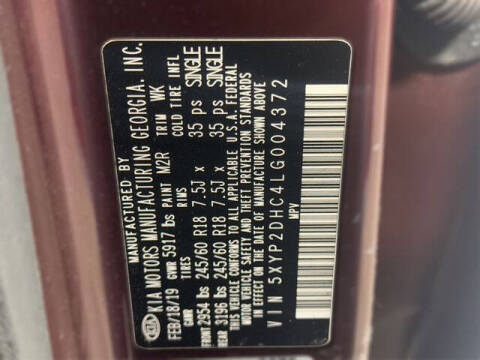 MANUFACTURED BY
KIA MOTORS MANUFACTURING GEORGIA, INC.
FEB/18/19 GVWR 5917 lbs PAINT M2R TRIM WK
GAWR TIRES RIMS COLD TIRE INFL
FRONT 2954 lbs 245/60 R18 7.5J X 35 psi SINGLE
REAR 3196 lbs 245/60 R18 7.5J X 35 psi SINGLE
THIS VEHICLE CONFORMS TO ALL APPLICABLE U.S.A. FEDERAL
MOTOR VEHICLE SAFETY AND THEFT PREVENTION STANDARDS
IN EFFECT ON THE DATE OF MANUFACTURE SHOWN ABOVE
VIN 5XYP2DHC4LG004372
MPV